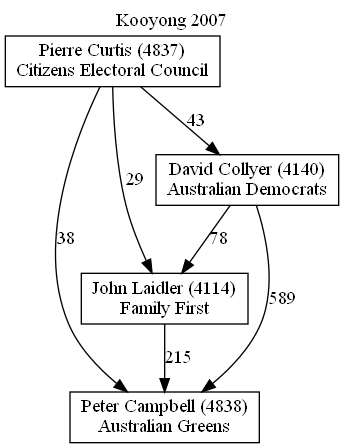 Kooyong 2007
Pierre Curtis (4837)
Citizens Electoral Council
43
David Collyer (4140)
Australian Democrats
29
38
78
John Laidler (4114)
Family First
589
215
Peter Campbell (4838)
Australian Greens